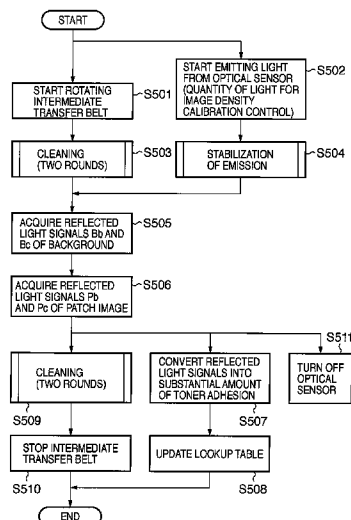 START
START ROTATING
INTERMEDIATE
TRANSFER BELT
S501
START EMITTING LIGHT
FROM OPTICAL SENSOR
(QUANTITY OF LIGHT FOR
IMAGE DENSITY
CALIBRATION CONTROL)
S502
CLEANING
(TWO ROUNDS)
S503
STABILIZATION
OF EMISSION
S504
ACQUIRE REFLECTED
LIGHT SIGNALS Bb AND
Bc OF BACKGROUND
S505
ACQUIRE REFLECTED
LIGHT SIGNALS Pb
AND Pc OF PATCH IMAGE
S506
CLEANING
(TWO ROUNDS)
S509
CONVERT REFLECTED
LIGHT SIGNALS INTO
SUBSTANTIAL AMOUNT
OF TONER ADHESION
S507
S511
TURN OFF
OPTICAL
SENSOR
STOP INTERMEDIATE
TRANSFER BELT
S510
UPDATE LOOKUP TABLE
S508
END